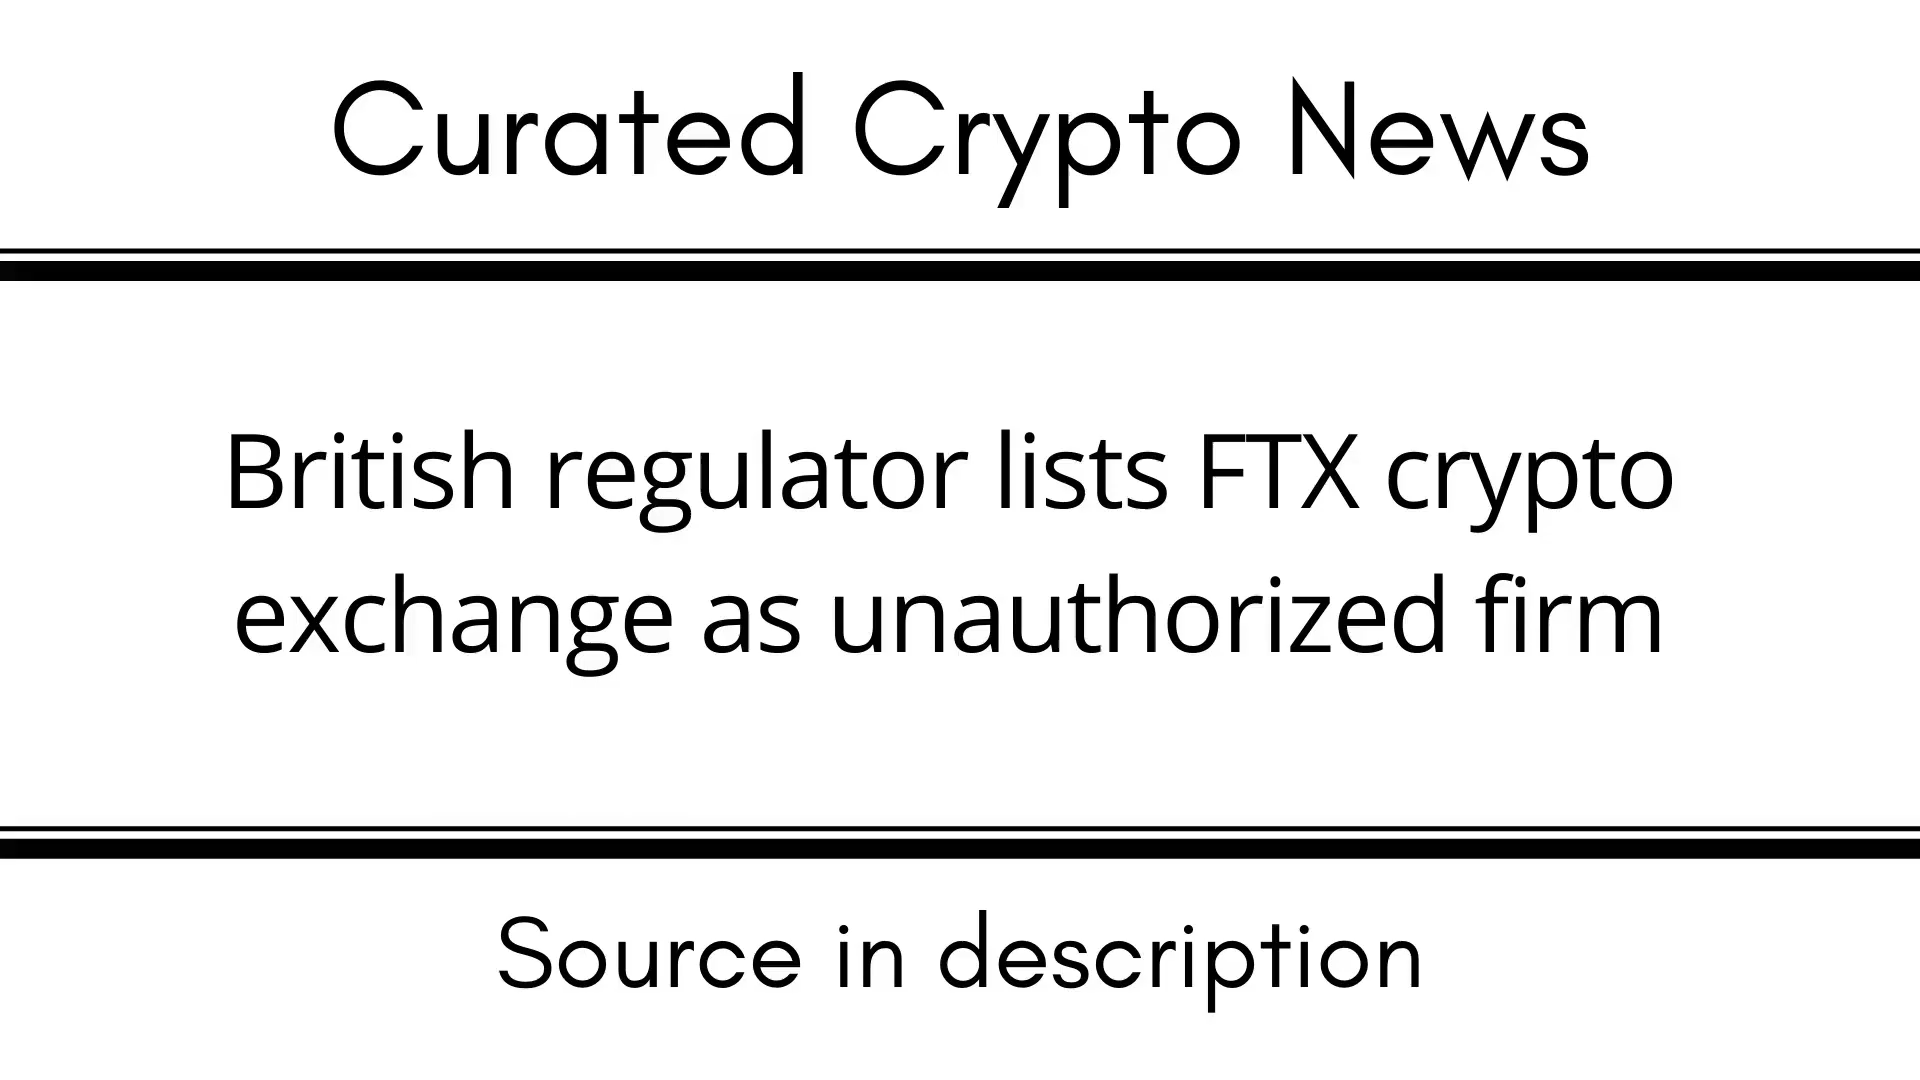 Curated Crypto News
British regulator lists FTX crypto
exchange as unauthorized firm
Source in description